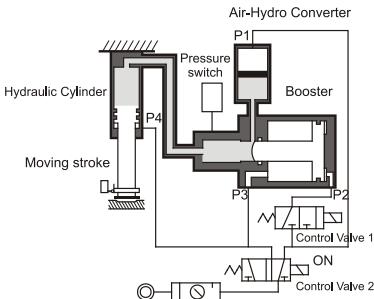 Air-Hydro Converter
P1
Pressure
switch
Booster
Hydraulic Cylinder
P4
Moving stroke
P3
P2
Control Valve 1
ON
Control Valve 2